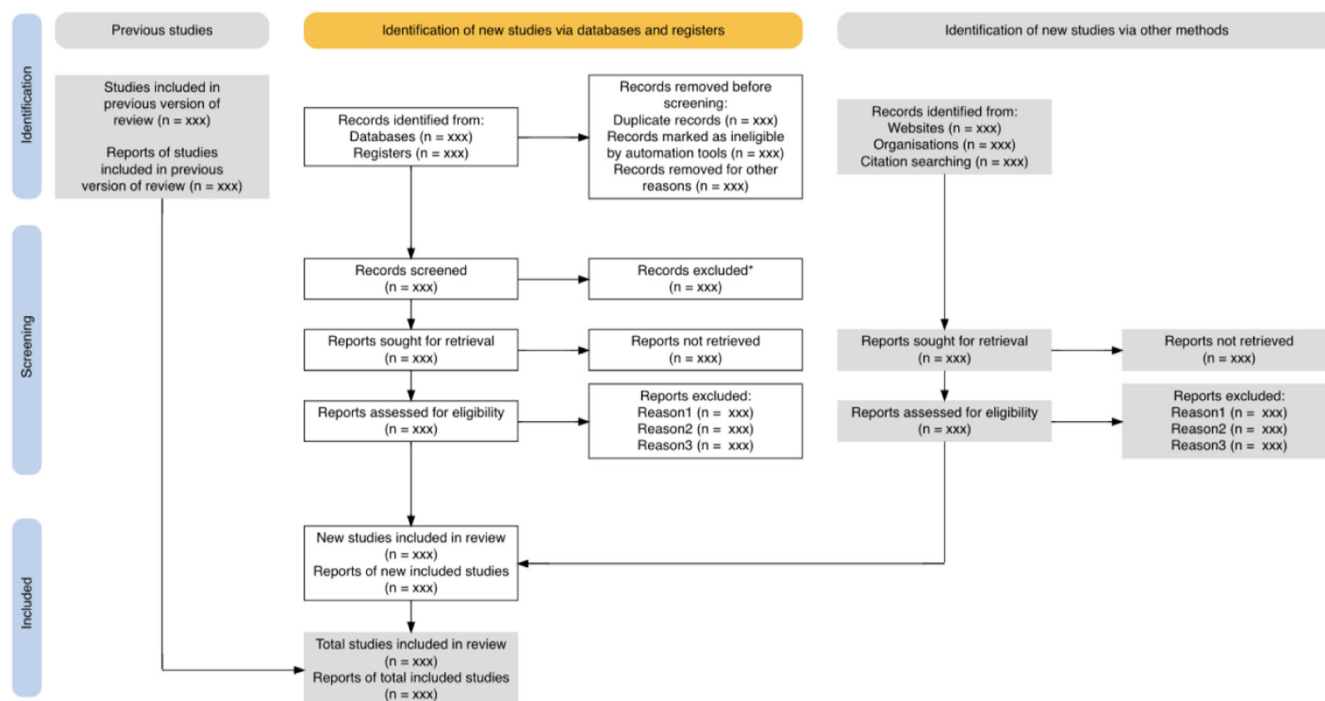 Previous studies
Identification of new studies via databases and registers
Identification of new studies via other methods
Identification
Studies included in
previous version of
review (n = xxx)
Reports of studies
included in previous
version of review (n = xxx)
Records identified from:
Databases (n = xxx)
Registers (n = xxx)
Records removed before
screening:
Duplicate records (n = xxx)
Records marked as ineligible
by automation tools (n = xxx)
Records removed for other
reasons (n = xxx)
Records identified from:
Websites (n = xxx)
Organisations (n = xxx)
Citation searching (n = xxx)
Screening
Records screened
(n = xxx)
Records excluded*
(n = xxx)
Reports sought for retrieval
(n = xxx)
Reports not retrieved
(n = xxx)
Reports sought for retrieval
(n = xxx)
Reports not retrieved
(n = xxx)
Reports assessed for eligibility
(n = xxx)
Reports excluded:
Reason1 (n = xxx)
Reason2 (n = xxx)
Reason3 (n = xxx)
Reports assessed for eligibility
(n = xxx)
Reports excluded:
Reason1 (n = xxx)
Reason2 (n = xxx)
Reason3 (n = xxx)
Included
New studies included in review
(n = xxx)
Reports of new included studies
(n = xxx)
Total studies included in review
(n = xxx)
Reports of total included studies
(n = xxx)